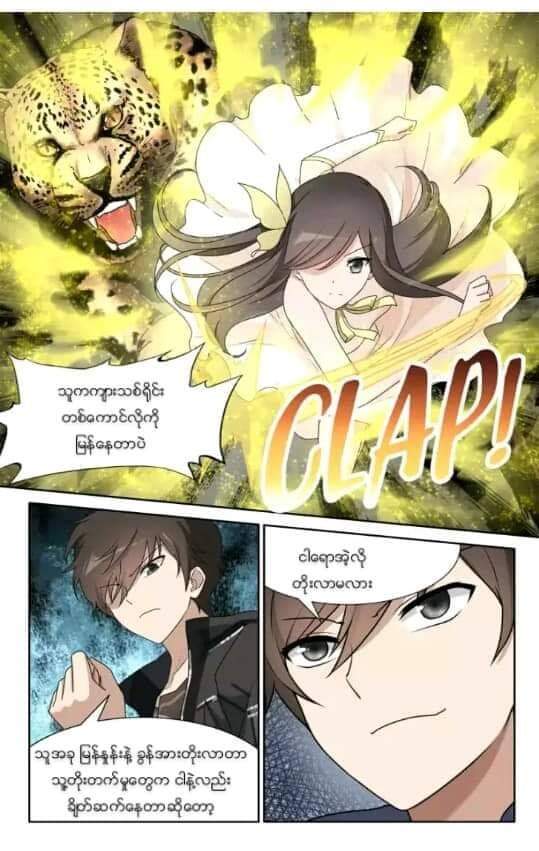 သူကကျားသစ်ရိုင်း
တစ်ကောင်လိုကို
မြန်နေတာပဲ
CLAP!
ငါရောအဲ့လို
တိုးလာမလား
သူအခု မြန်နှုန်းနဲ့ ခွန်အားတိုးလာတာ
သူ့တိုးတက်မှုတွေက ငါနဲ့လည်း
ချိတ်ဆက်နေတာဆိုတော့